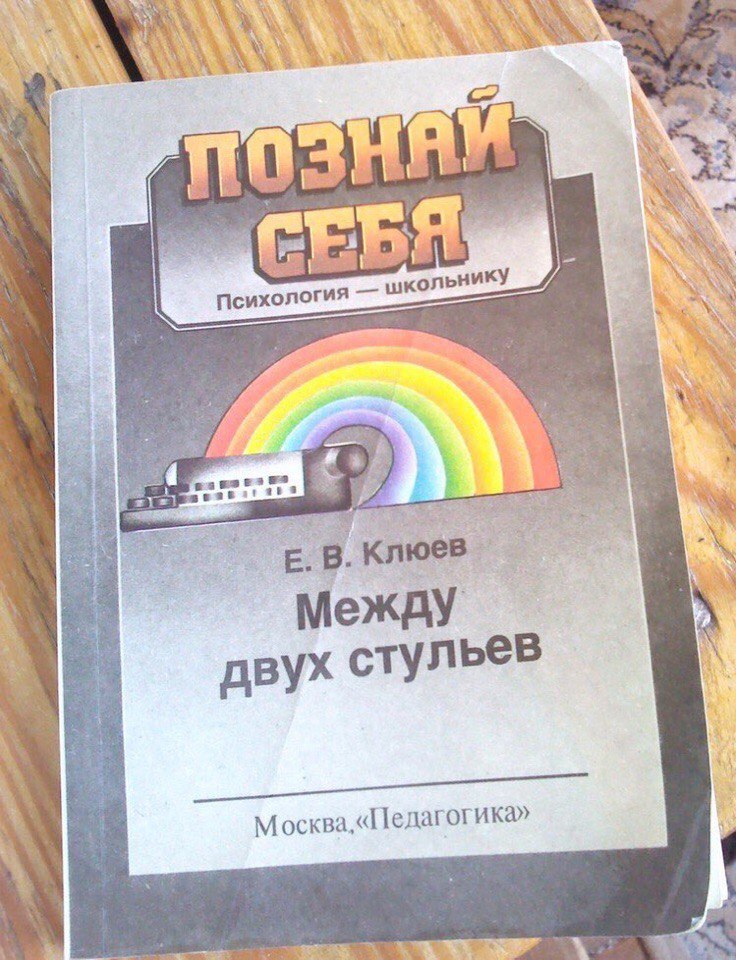 ПОЗНАЙ
СЕБЯ
Психология — школьнику
Е. В. Клюев
Между
двух стульев
Москва, «Педагогика»